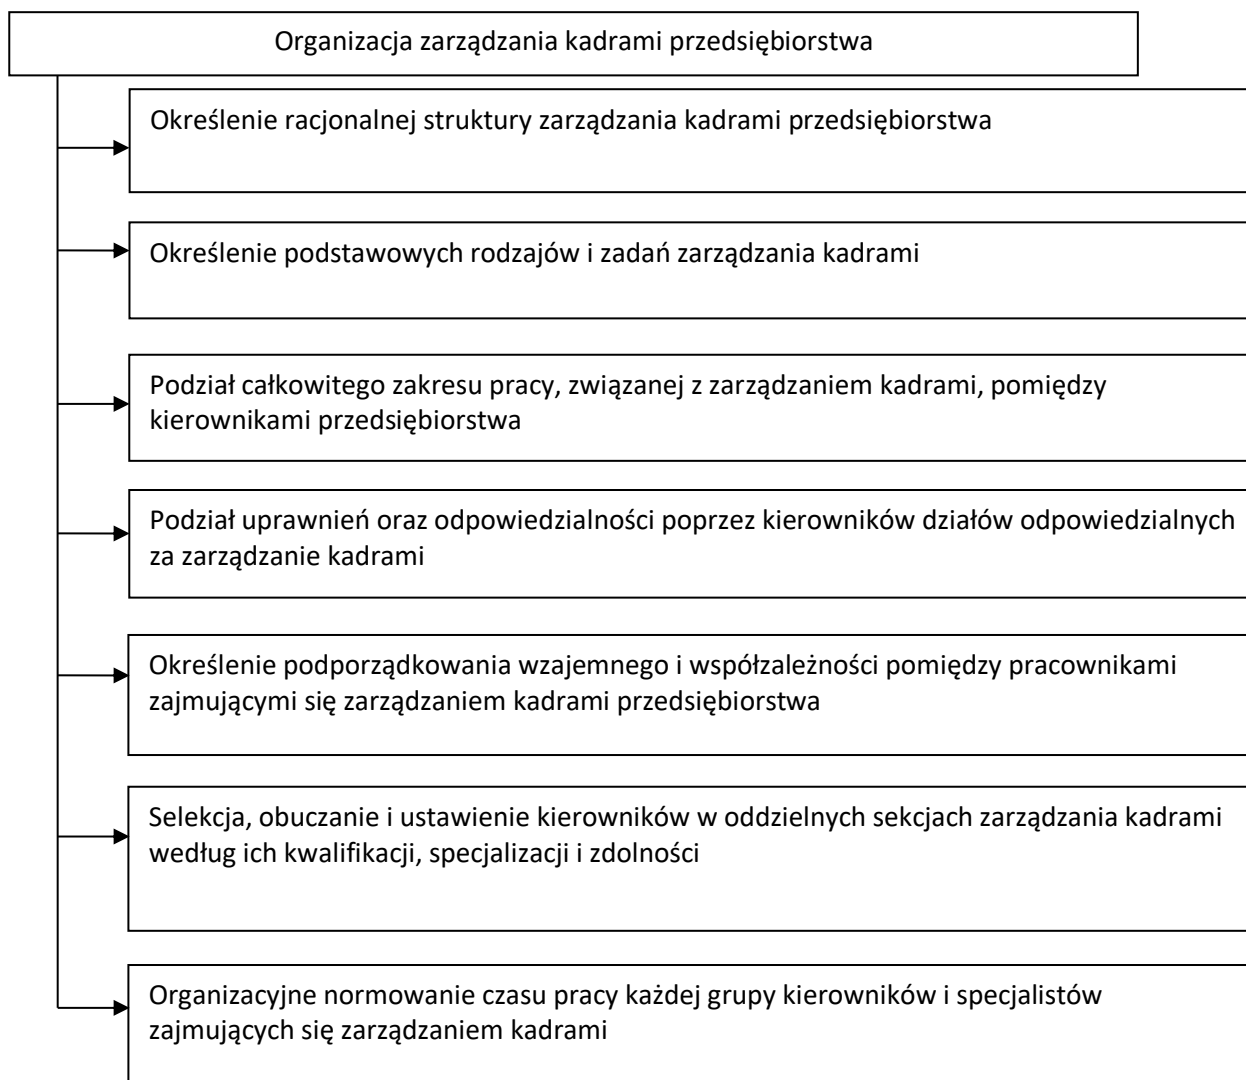 Organizacja zarządzania kadrami przedsiębiorstwa
Określenie racjonalnej struktury zarządzania kadrami przedsiębiorstwa
Określenie podstawowych rodzajów i zadań zarządzania kadrami
Podział całkowitego zakresu pracy, związanej z zarządzaniem kadrami, pomiędzy
kierownikami przedsiębiorstwa
Podział uprawnień oraz odpowiedzialności poprzez kierowników działów odpowiedzialnych
za zarządzanie kadrami
Określenie podporządkowania wzajemnego i współzależności pomiędzy pracownikami
zajmującymi się zarządzaniem kadrami przedsiębiorstwa
Selekcja, obuczanie i ustawienie kierowników w oddzielnych sekcjach zarządzania kadrami
według ich kwalifikacji, specjalizacji i zdolności
Organizacyjne normowanie czasu pracy każdej grupy kierowników i specjalistów
zajmujących się zarządzaniem kadrami